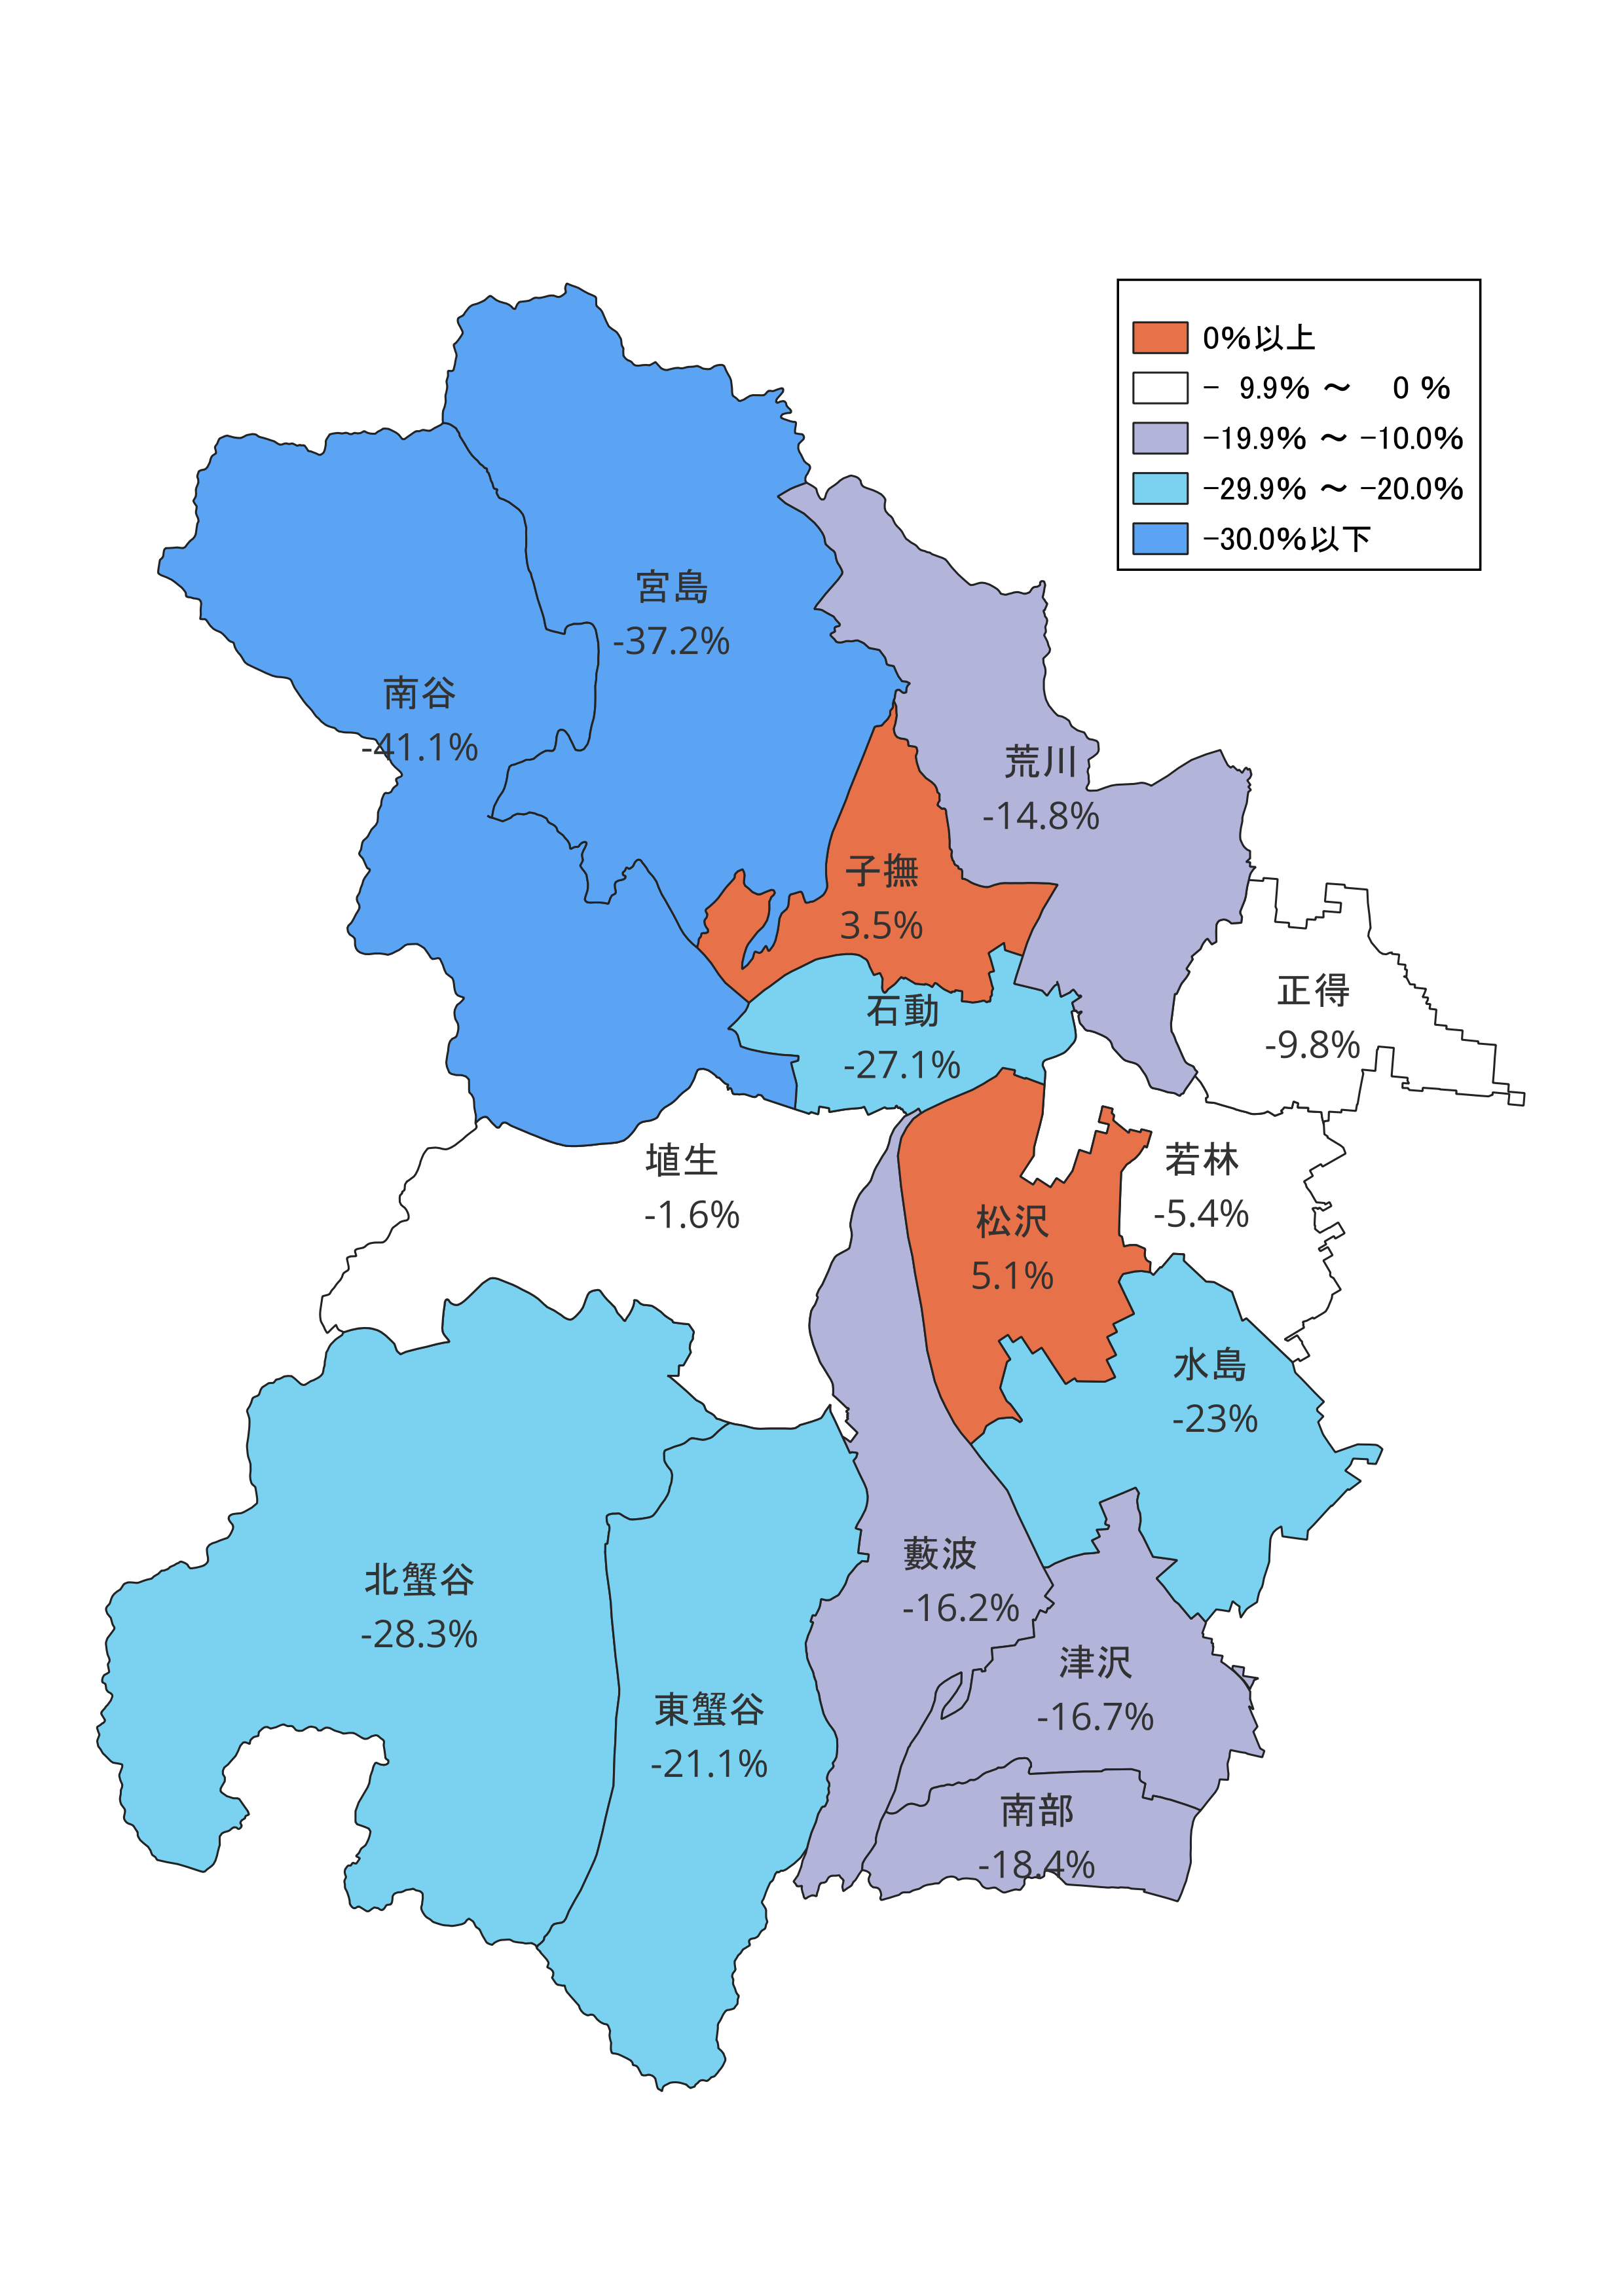 0%以上
- 9.9% ～ 0 %
-19.9% ～ -10.0%
-29.9% ～ -20.0%
-30.0%以下
宮島
-37.2%
南谷
-41.1%
荒川
-14.8%
子撫
3.5%
正得
-9.8%
石動
-27.1%
埴生
-1.6%
若林
-5.4%
松沢
5.1%
水島
-23%
藪波
-16.2%
北蟹谷
-28.3%
津沢
-16.7%
東蟹谷
-21.1%
南部
-18.4%